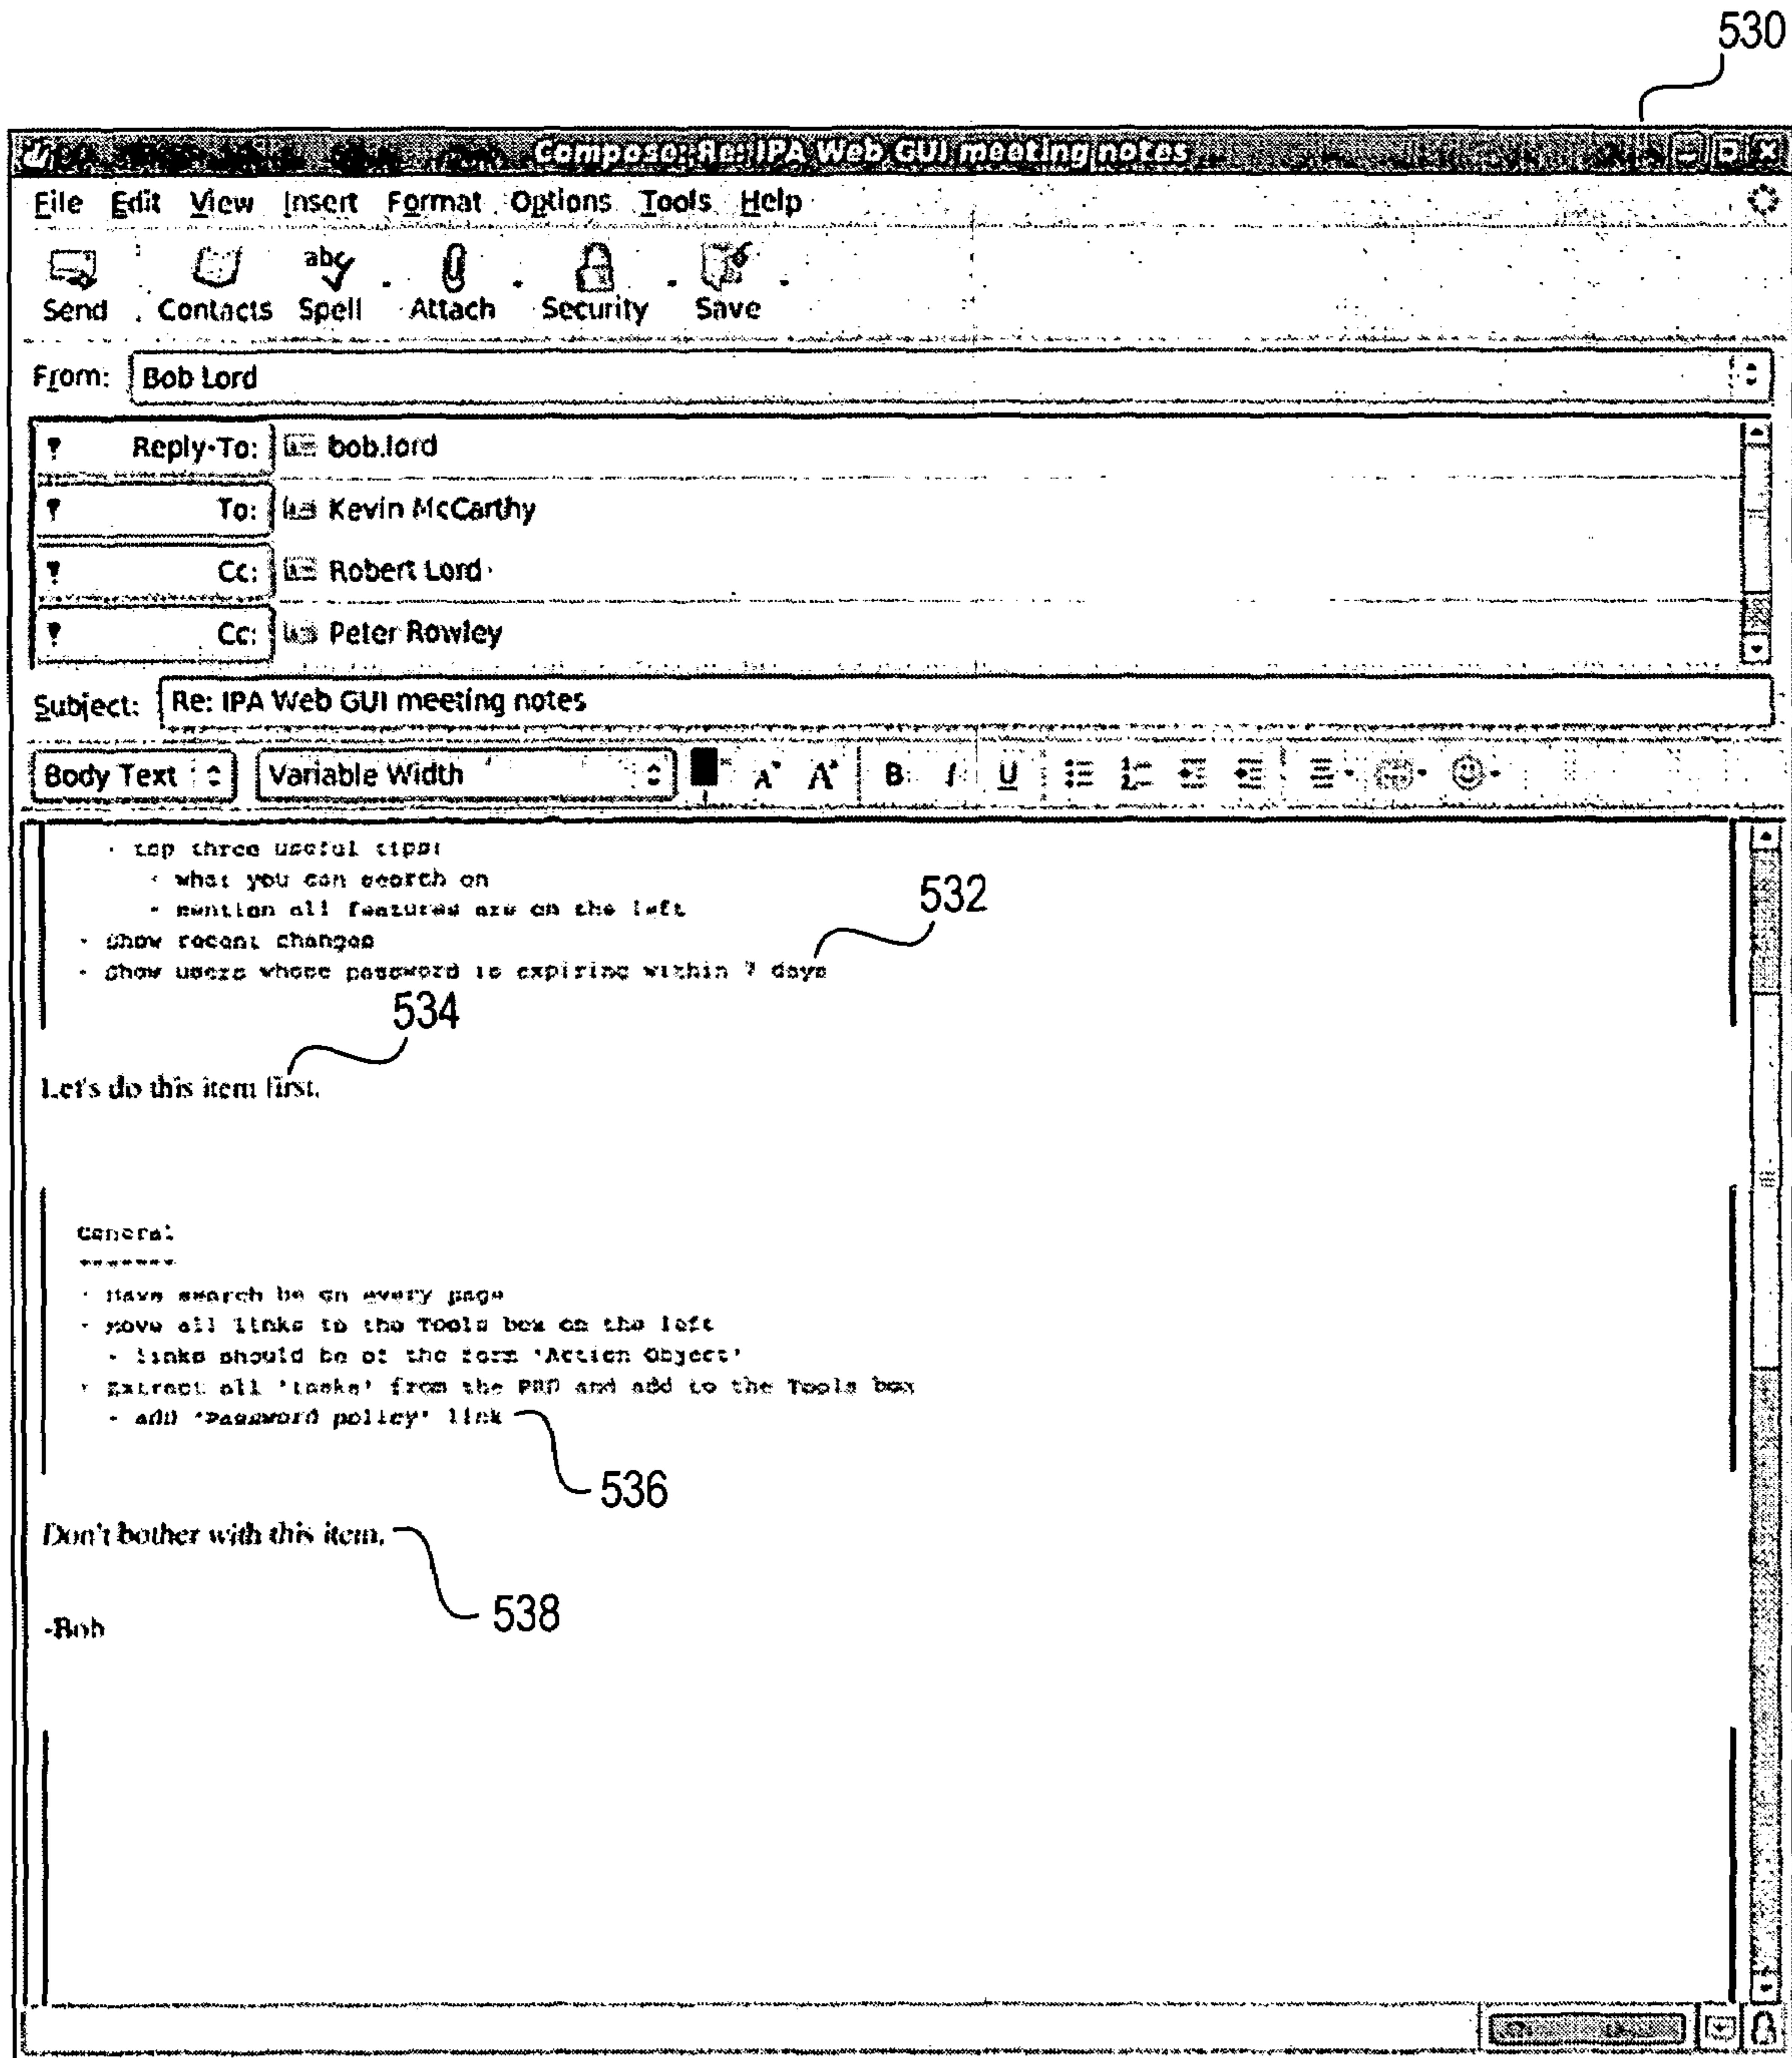 530
Compose: Re: IPA Web GUI meeting notes
File Edit View Insert Format Options Tools Help
abc
Send Contacts Spell Attach Security Save
From: Bob Lord
Reply-To: bob.lord
To: Kevin McCarthy
Cc: Robert Lord
Cc: Peter Rowley
Subject: Re: IPA Web GUI meeting notes
Body Text Variable Width A A B I U
- top three useful tips:
- what you can search on
- mention all features are on the left
532
- Show recent changes
- Show users whose password is expiring within 7 days
534
Let's do this item first.
General
-------
- Have search be on every page
- Move all links to the Tools box on the left
- links should be of the form 'Action Object'
- Extract all 'tasks' from the PRD and add to the Tools box
- add 'Password policy' link
536
Don't bother with this item.
538
-Bob